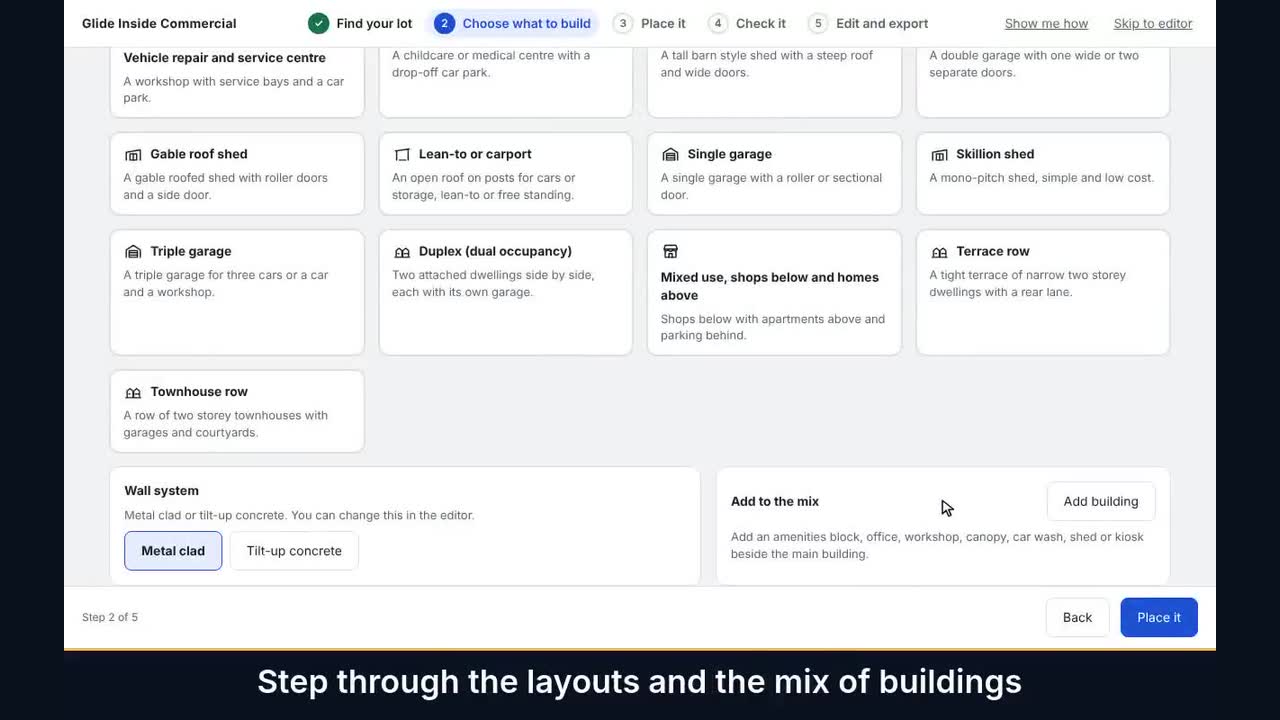 Glide Inside Commercial
Find your lot
2 Choose what to build
3 Place it
4 Check it
5 Edit and export
Show me how
Skip to editor
Vehicle repair and service centre
A workshop with service bays and a car
park.
A childcare or medical centre with a
drop-off car park.
A tall barn style shed with a steep roof
and wide doors.
A double garage with one wide or two
separate doors.
Gable roof shed
A gable roofed shed with roller doors
and a side door.
Lean-to or carport
An open roof on posts for cars or
storage, lean-to or free standing.
Single garage
A single garage with a roller or sectional
door.
Skillion shed
A mono-pitch shed, simple and low cost.
Triple garage
A triple garage for three cars or a car
and a workshop.
Duplex (dual occupancy)
Two attached dwellings side by side,
each with its own garage.
Mixed use, shops below and homes
above
Shops below with apartments above and
parking behind.
Terrace row
A tight terrace of narrow two storey
dwellings with a rear lane.
Townhouse row
A row of two storey townhouses with
garages and courtyards.
Wall system
Metal clad or tilt-up concrete. You can change this in the editor.
Metal clad
Tilt-up concrete
Add to the mix
Add building
Add an amenities block, office, workshop, canopy, car wash, shed or kiosk
beside the main building.
Step 2 of 5
Back
Place it
Step through the layouts and the mix of buildings